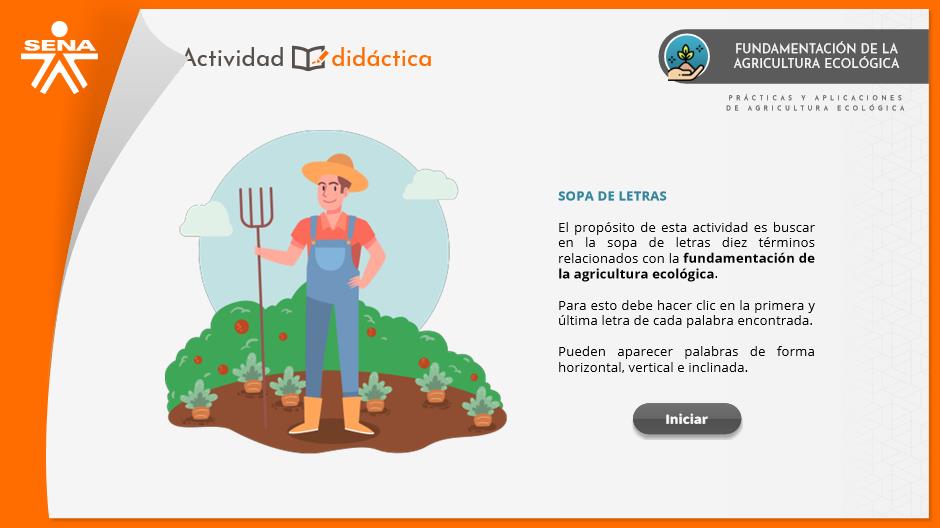 SENA
Actividad didáctica
FUNDAMENTACIÓN DE LA
AGRICULTURA ECOLÓGICA
PRÁCTICAS Y APLICACIONES
DE AGRICULTURA ECOLÓGICA
SOPA DE LETRAS
El propósito de esta actividad es buscar
en la sopa de letras diez términos
relacionados con la fundamentación de
la agricultura ecológica.
Para esto debe hacer clic en la primera y
última letra de cada palabra encontrada.
Pueden aparecer palabras de forma
horizontal, vertical e inclinada.
Iniciar